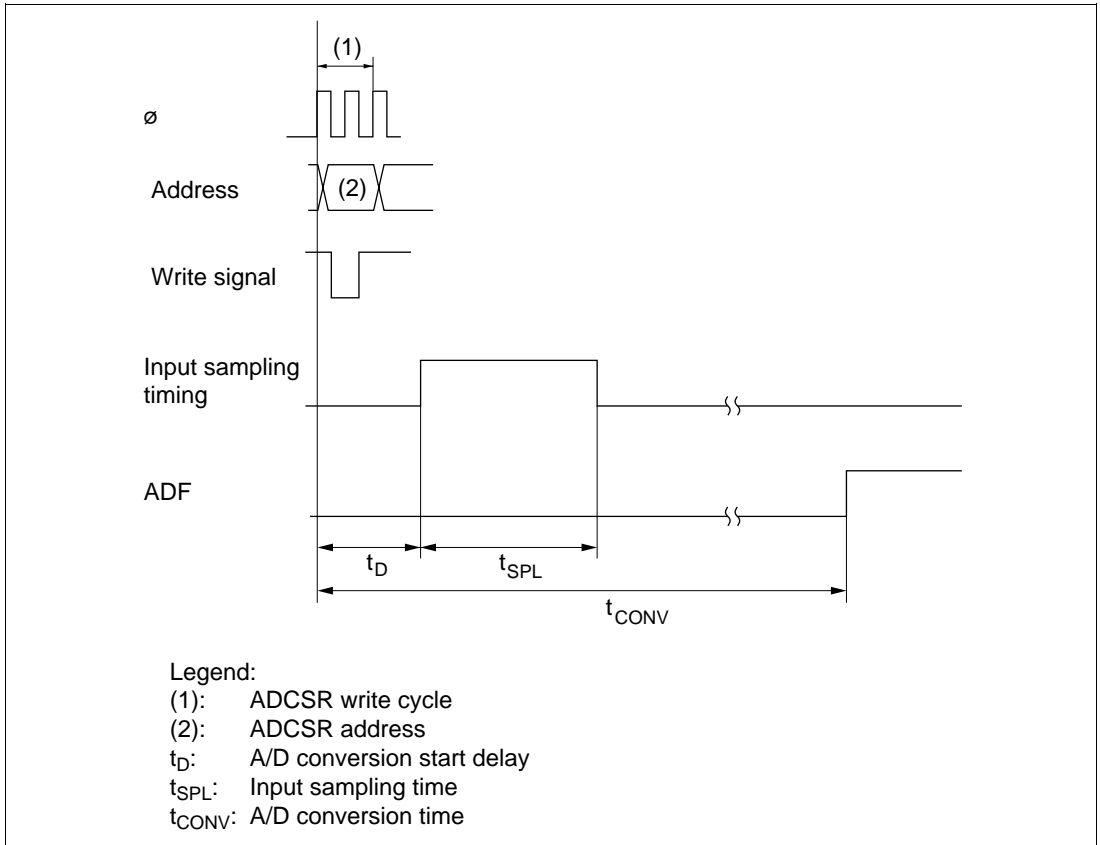 (1)
ø
Address
(2)
Write signal
Input sampling
timing
ADF
tD
tSPL
tCONV
Legend:
(1): ADCSR write cycle
(2): ADCSR address
tD: A/D conversion start delay
tSPL: Input sampling time
tCONV: A/D conversion time